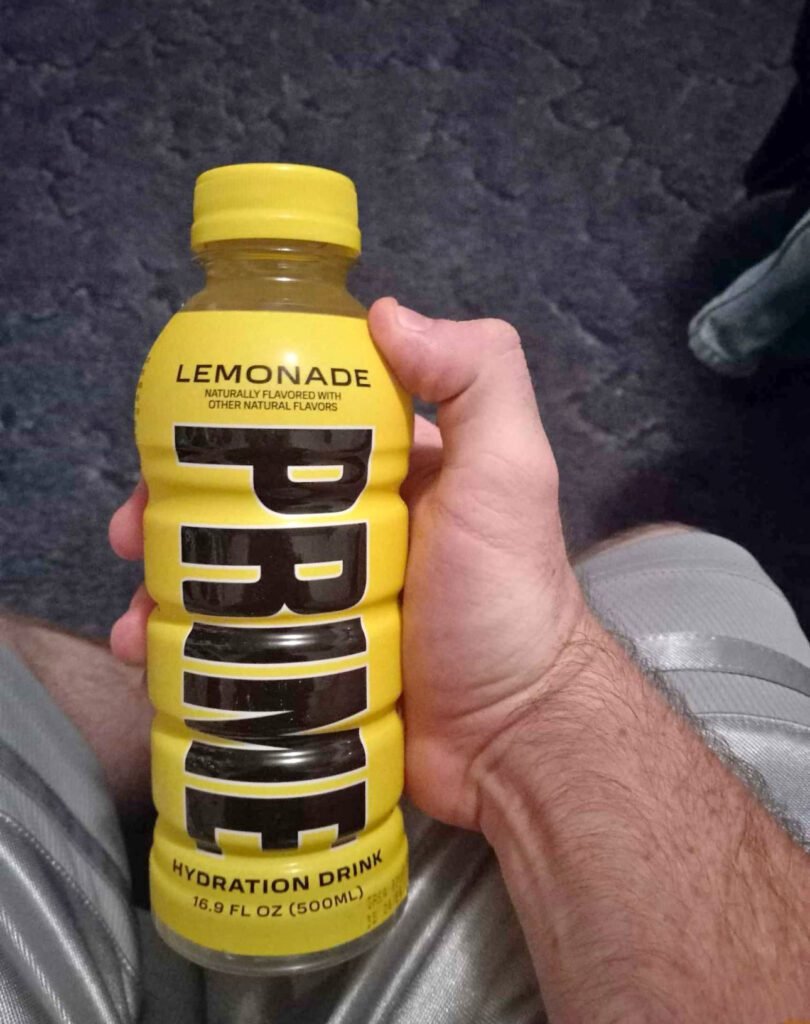 LEMONADE
NATURALLY FLAVORED WITH
OTHER NATURAL FLAVORS
PRIME
HYDRATION DRINK
16.9 FL OZ (500ML)